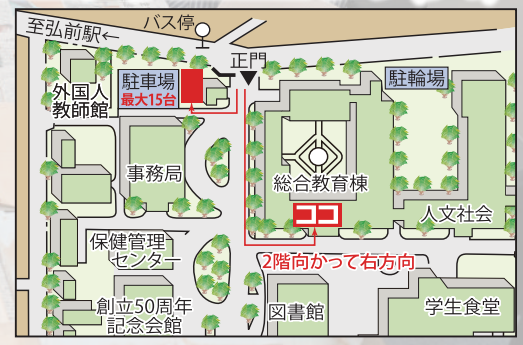 至弘前駅←
バス停
正門
外国人
教師館
駐車場
最大15台
駐輪場
事務局
総合教育棟
ココ
人文社会
保健管理
センター
2階向かって右方向
創立50周年
記念会館
図書館
学生食堂